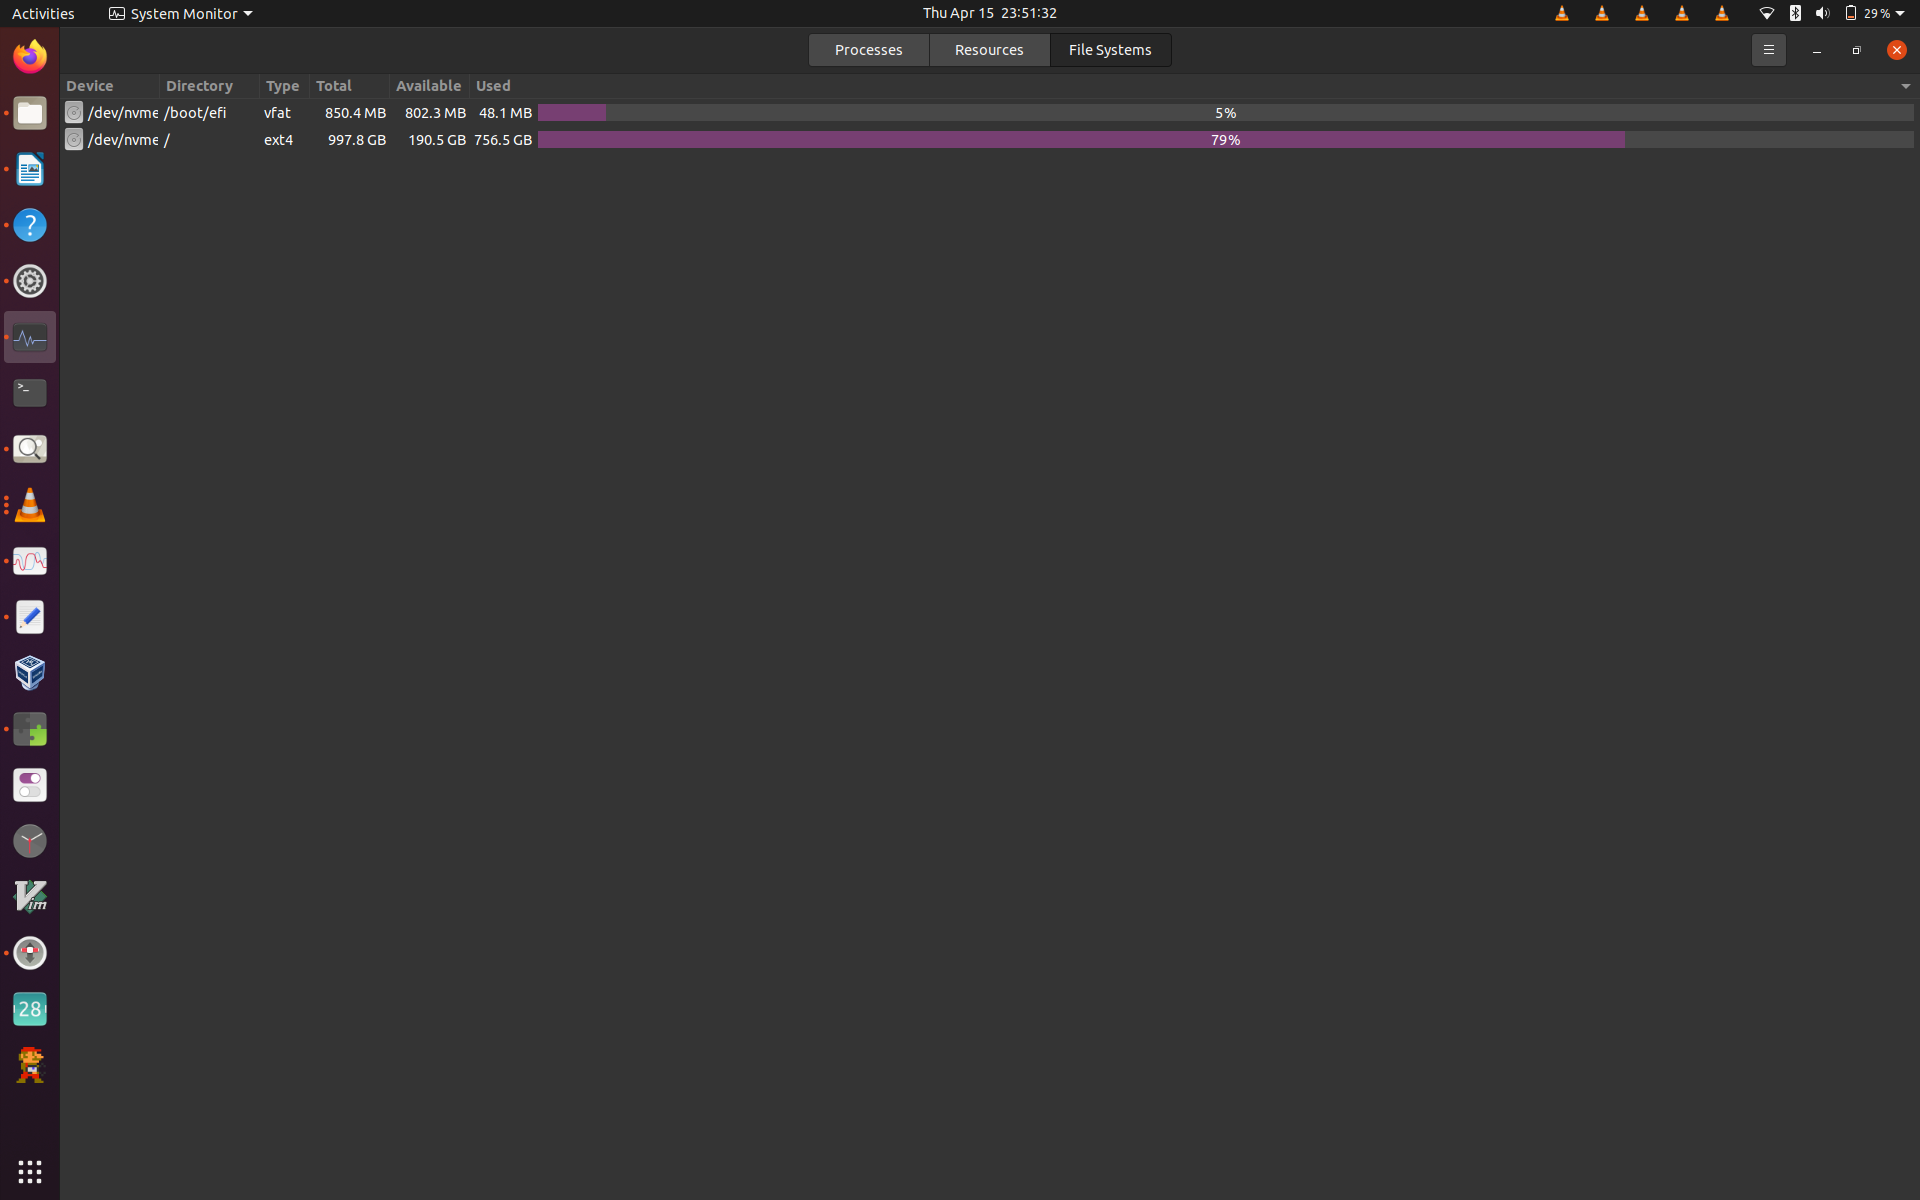 Activities System Monitor Thu Apr 15 23:51:32 29 %
Processes Resources File Systems
Device Directory Type Total Available Used
/dev/nvme /boot/efi vfat 850.4 MB 802.3 MB 48.1 MB 5%
/dev/nvme / ext4 997.8 GB 190.5 GB 756.5 GB 79%
?
>_
Vim
28